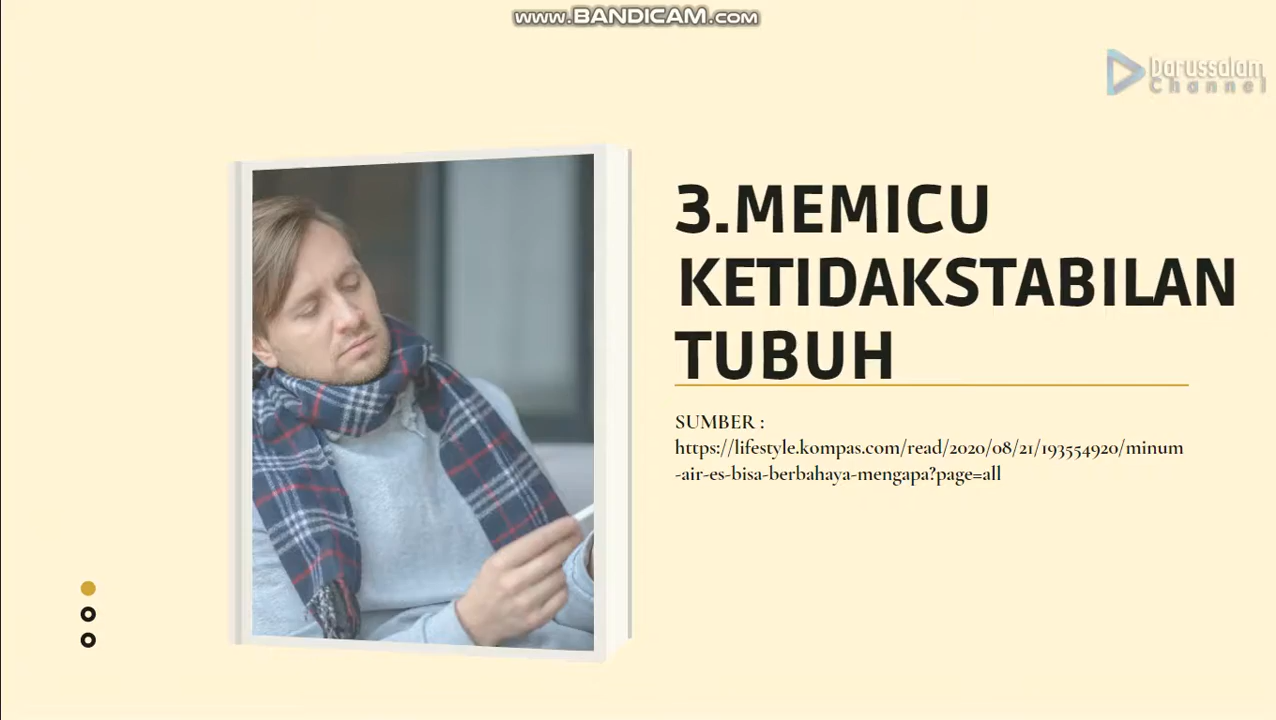 www.BANDICAM.com
Darussalam
Channel
3.MEMICU
KETIDAKSTABILAN
TUBUH
SUMBER :
https://lifestyle.kompas.com/read/2020/08/21/193554920/minum
-air-es-bisa-berbahaya-mengapa?page=all